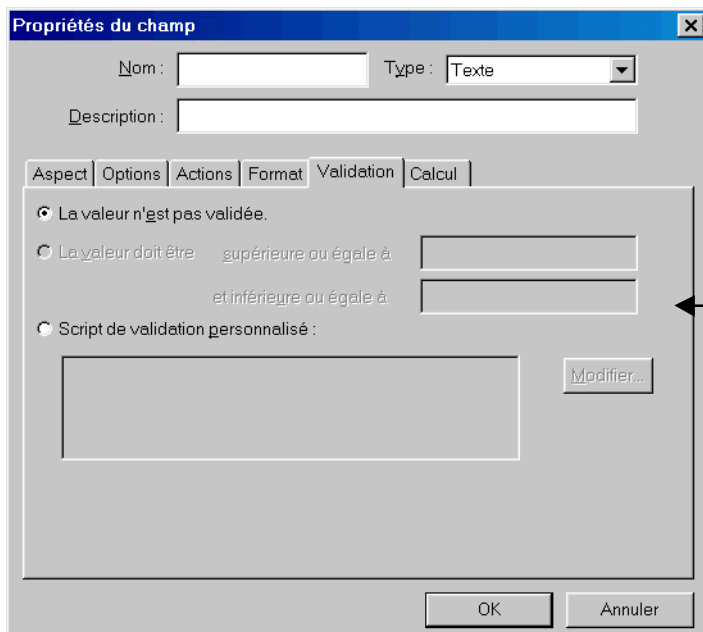 Propriétés du champ
Nom : Type : Texte
Description :
Aspect Options Actions Format Validation Calcul
La valeur n'est pas validée.
La valeur doit être supérieure ou égale à
et inférieure ou égale à
Script de validation personnalisé :
Modifier...
OK Annuler